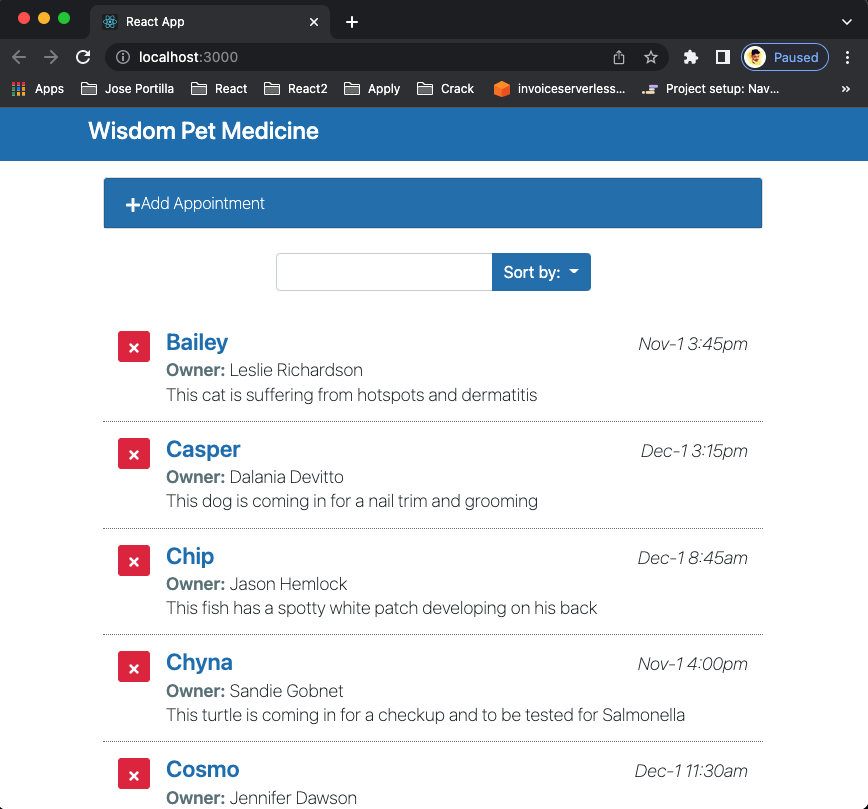 React App
localhost:3000
Paused
Apps
Jose Portilla
React
React2
Apply
Crack
invoiceserverless...
Project setup: Nav...
»
Wisdom Pet Medicine
Add Appointment
Sort by:
Bailey
Nov-1 3:45pm
Owner: Leslie Richardson
This cat is suffering from hotspots and dermatitis
Casper
Dec-1 3:15pm
Owner: Dalania Devitto
This dog is coming in for a nail trim and grooming
Chip
Dec-1 8:45am
Owner: Jason Hemlock
This fish has a spotty white patch developing on his back
Chyna
Nov-1 4:00pm
Owner: Sandie Gobnet
This turtle is coming in for a checkup and to be tested for Salmonella
Cosmo
Dec-1 11:30am
Owner: Jennifer Dawson